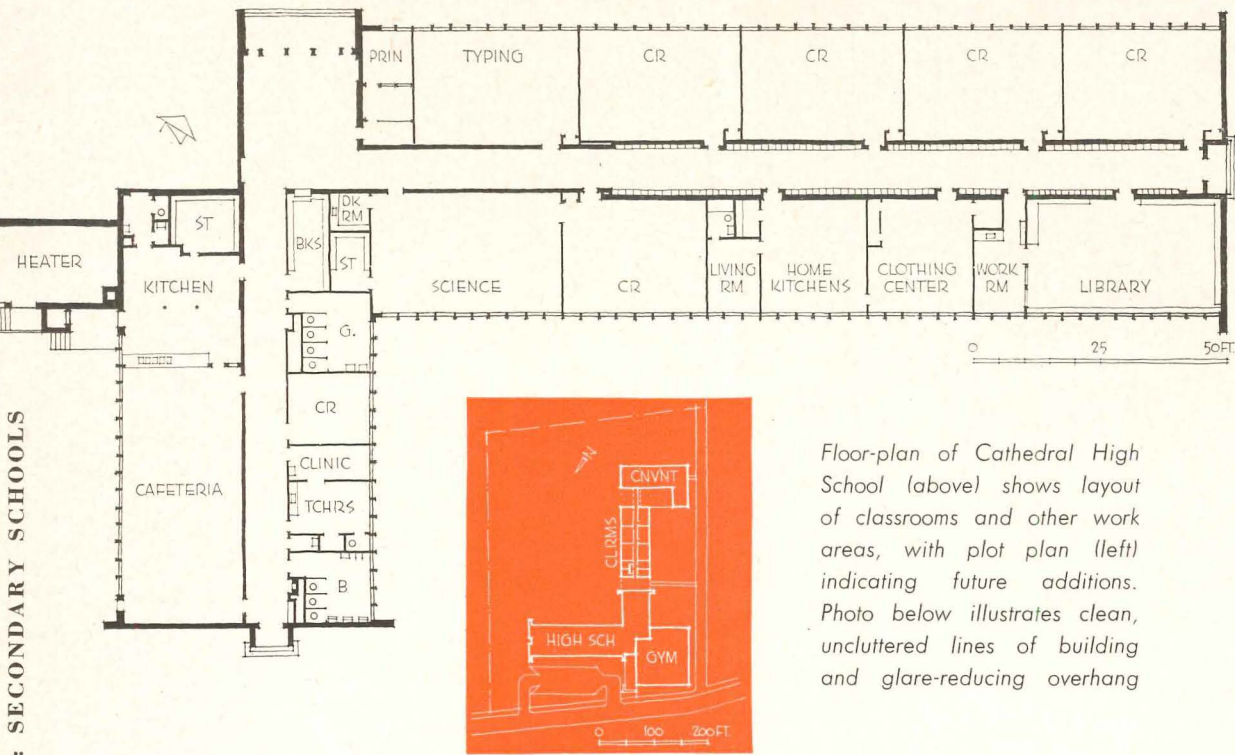 PRIN
TYPING
CR
CR
CR
CR
HEATER
ST
KITCHEN
BKS
DK
RM
ST
SCIENCE
CR
LIVING
RM
HOME
KITCHENS
CLOTHING
CENTER
WORK
RM
LIBRARY
0 25 50FT.
G.
CR
CLINIC
TCHRS
B
CAFETERIA
SECONDARY SCHOOLS
N
CNVNT
CL RMS
HIGH SCH
GYM
0 100 200FT.
Floor-plan of Cathedral High
School (above) shows layout
of classrooms and other work
areas, with plot plan (left)
indicating future additions.
Photo below illustrates clean,
uncluttered lines of building
and glare-reducing overhang